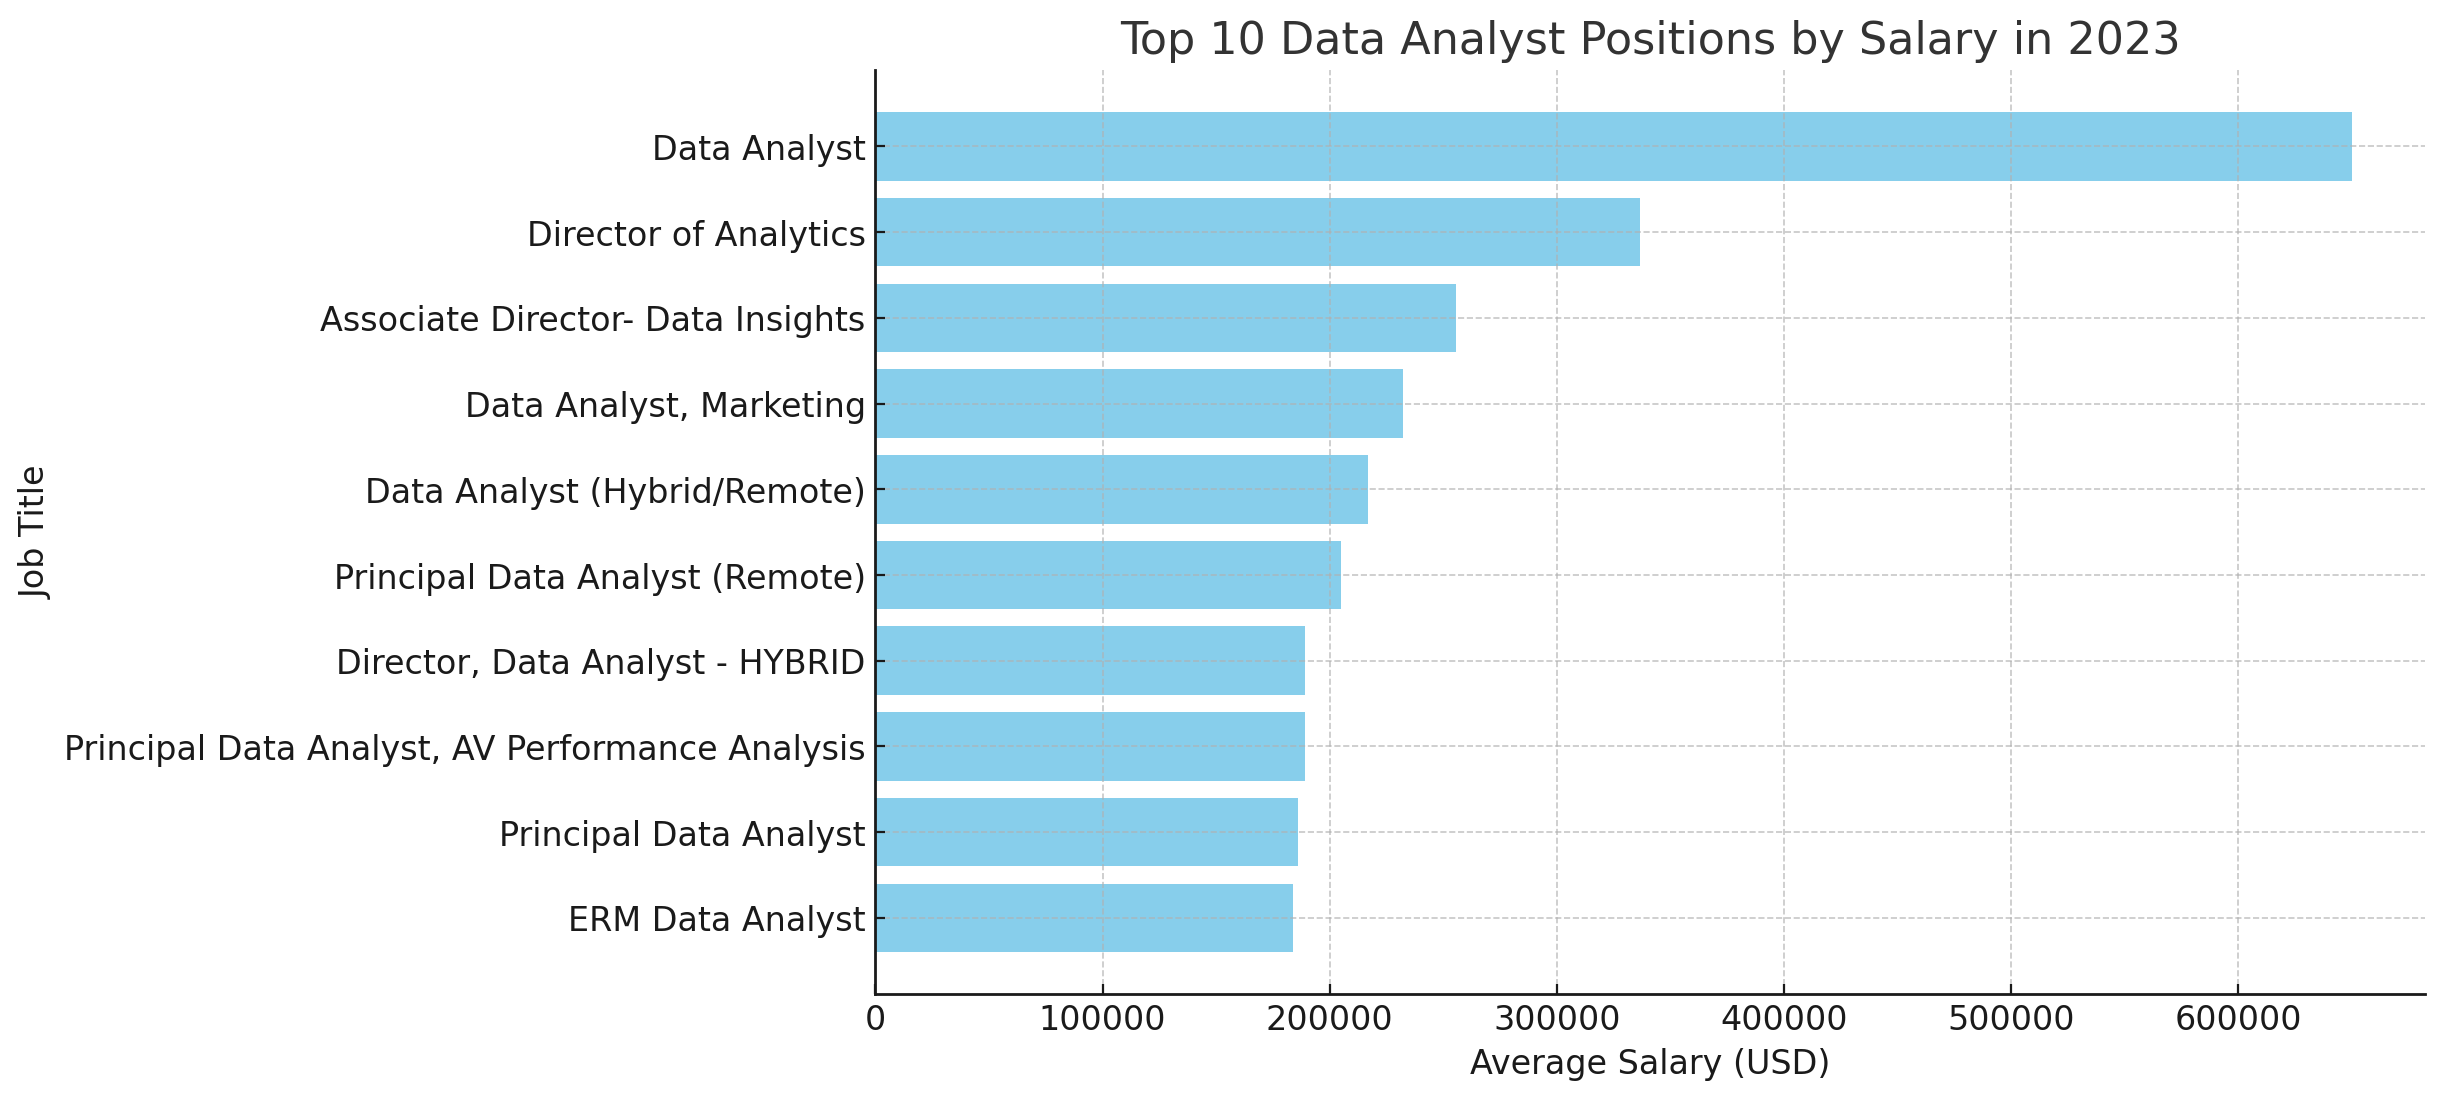 Top 10 Data Analyst Positions by Salary in 2023
Job Title
Data Analyst
Director of Analytics
Associate Director- Data Insights
Data Analyst, Marketing
Data Analyst (Hybrid/Remote)
Principal Data Analyst (Remote)
Director, Data Analyst - HYBRID
Principal Data Analyst, AV Performance Analysis
Principal Data Analyst
ERM Data Analyst
0 100000 200000 300000 400000 500000 600000
Average Salary (USD)